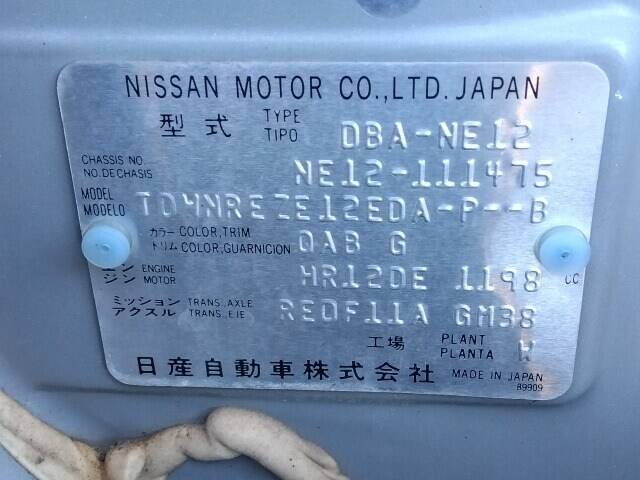 NISSAN MOTOR CO.,LTD. JAPAN
型式 TYPE TIPO DBA-NE12
CHASSIS NO. NO. DE CHASIS NE12-111475
MODEL MODELO TD4NREZE12EDA-P--B
カラー COLOR, TRIM
トリム COLOR, GUARNICION QAB G
エンジン ENGINE MOTOR HR12DE 1198 CC
ミッション TRANS. AXLE
アクスル TRANS. EJE RE0F11A GM38
工場 PLANT PLANTA W
日産自動車株式会社 MADE IN JAPAN
89909